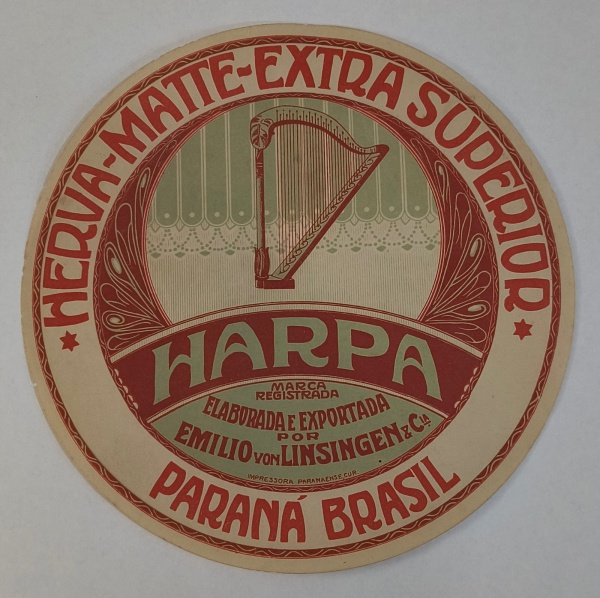 HERVA-MATTE-EXTRA SUPERIOR
HARPA
MARCA
REGISTRADA
ELABORADA E EXPORTADA
POR
EMILIO VON LINSINGEN & CIA.
IMPRESSORA PARANAENSE. CUR
PARANÁ BRASIL